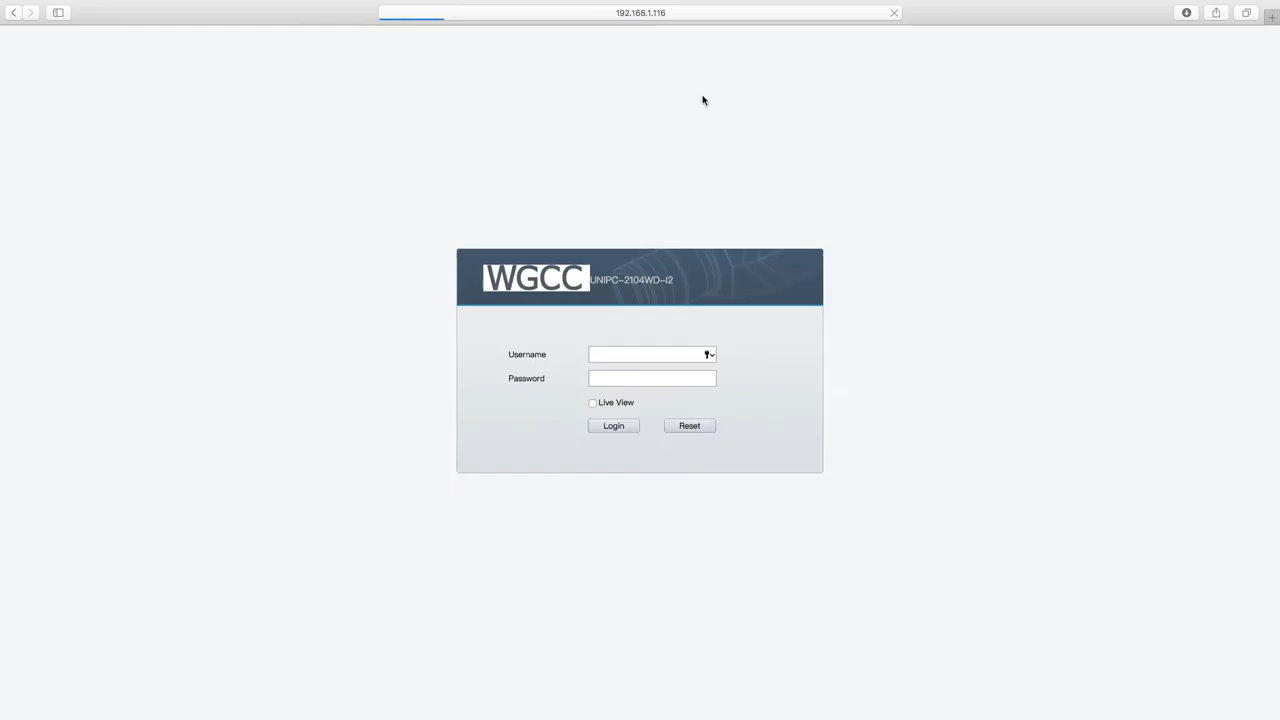 192.168.1.116
WGCC UNIPC-2104WD-I2
Username
Password
Live View
Login Reset